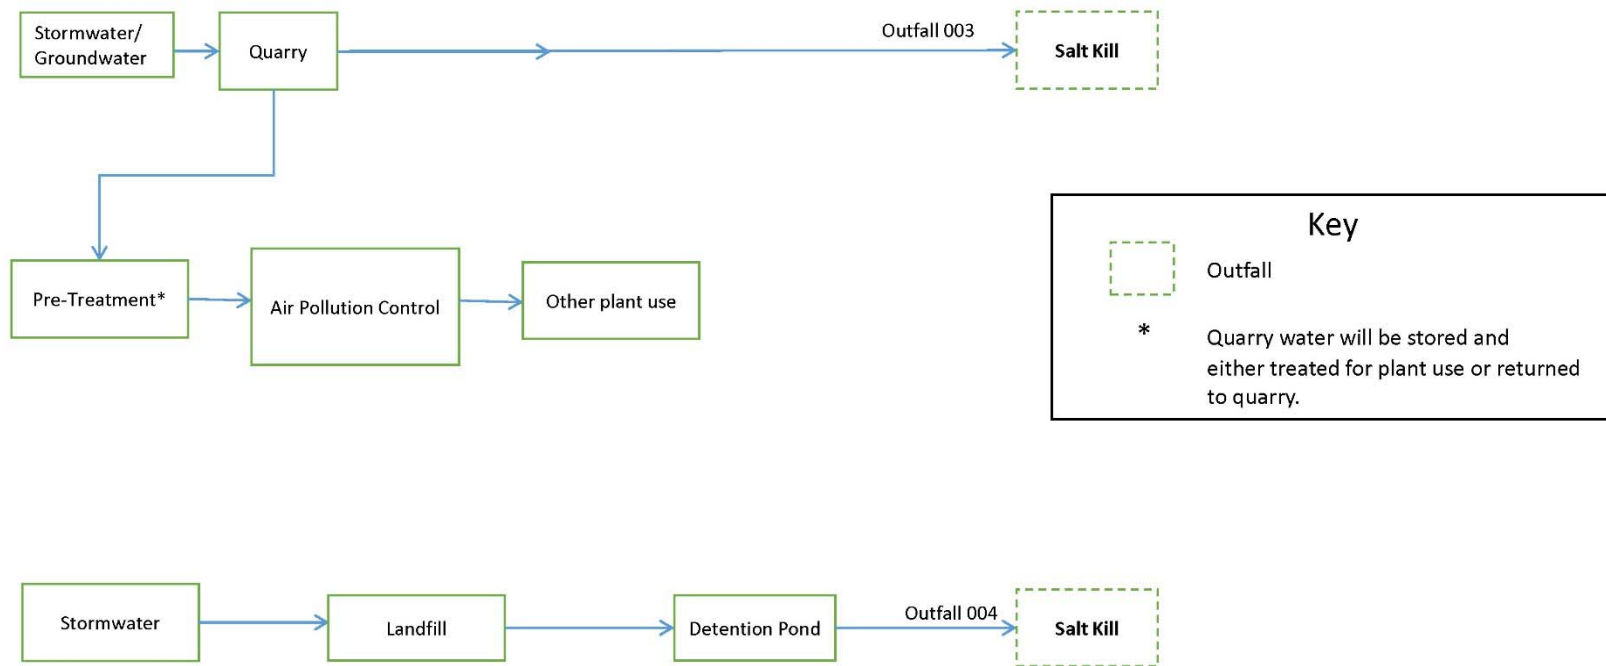 Stormwater/
Groundwater
Quarry
Outfall 003
Salt Kill
Key
Outfall
* Quarry water will be stored and
either treated for plant use or returned
to quarry.
Pre-Treatment*
Air Pollution Control
Other plant use
Stormwater
Landfill
Detention Pond
Outfall 004
Salt Kill